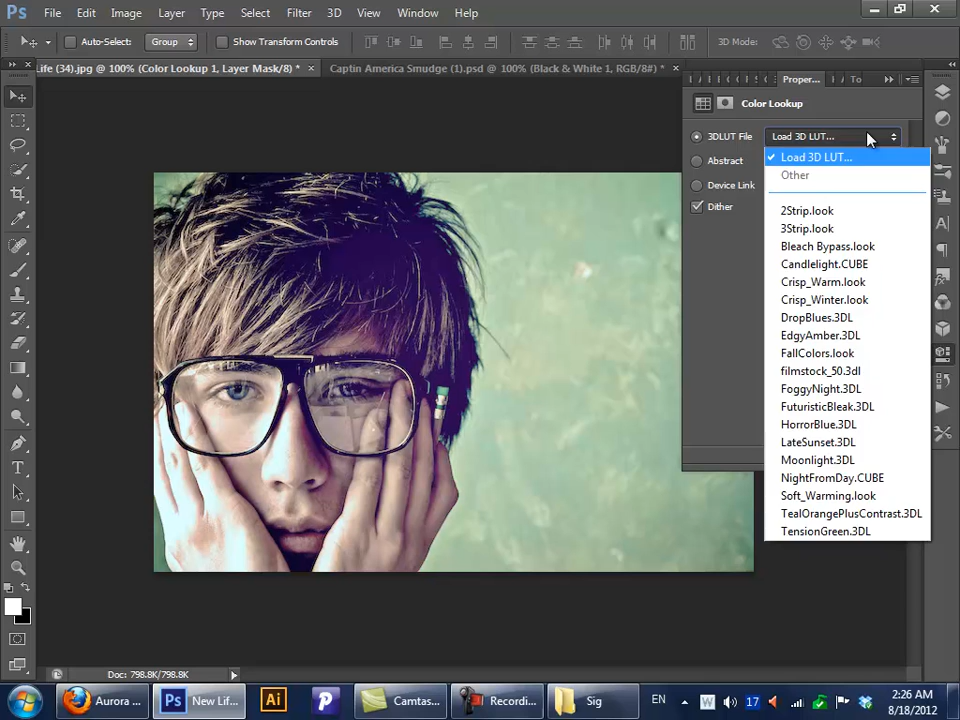 Ps File Edit Image Layer Type Select Filter 3D View Window Help
Auto-Select: Group Show Transform Controls 3D Mode:
Life (34).jpg @ 100% (Color Lookup 1, Layer Mask/8) * × Captin America Smudge (1).psd @ 100% (Black & White 1, RGB/8#) * ×
Proper... To
Color Lookup
3DLUT File Load 3D LUT...
Abstract
Device Link
Dither
Load 3D LUT...
Other
2Strip.look
3Strip.look
Bleach Bypass.look
Candlelight.CUBE
Crisp_Warm.look
Crisp_Winter.look
DropBlues.3DL
EdgyAmber.3DL
FallColors.look
filmstock_50.3dl
FoggyNight.3DL
FuturisticBleak.3DL
HorrorBlue.3DL
LateSunset.3DL
Moonlight.3DL
NightFromDay.CUBE
Soft_Warming.look
TealOrangePlusContrast.3DL
TensionGreen.3DL
Doc: 798.8K/798.8K
Aurora ... Ps New Lif... Ai Camtas... Recordi... Sig EN 17 2:26 AM
8/18/2012